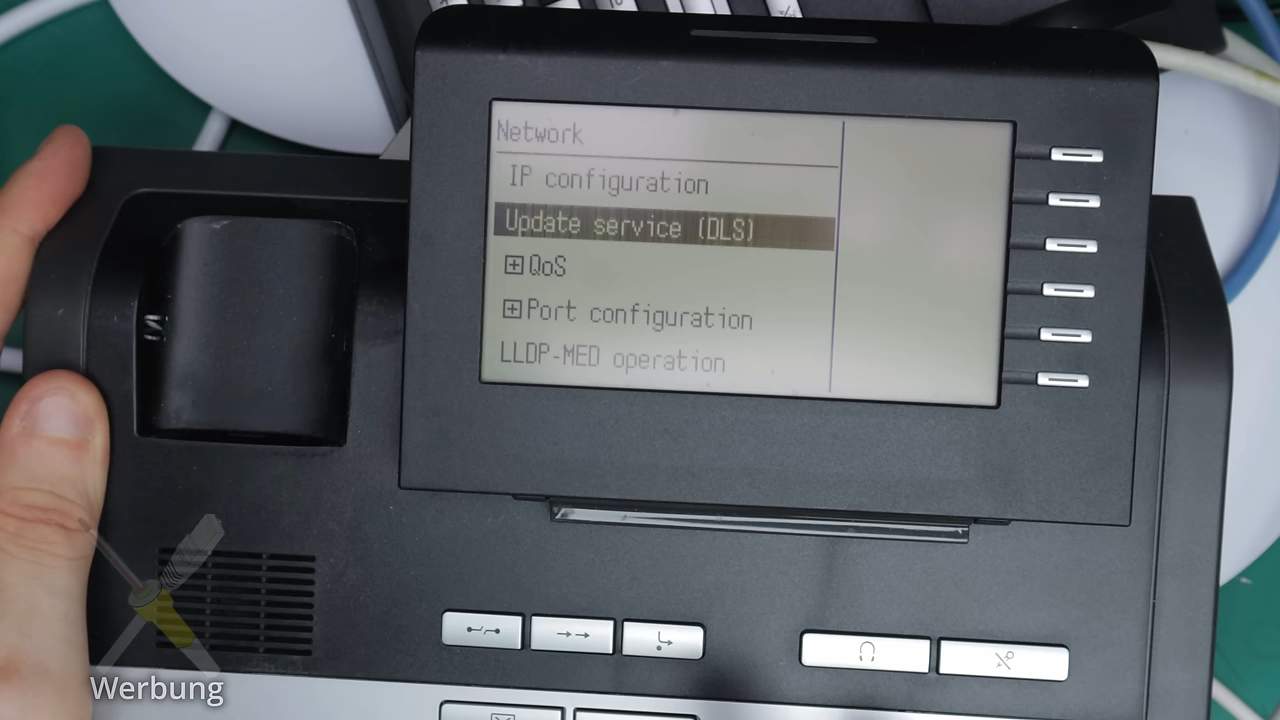 Network
IP configuration
Update service (DLS)
QoS
Port configuration
LLDP-MED operation
Werbung